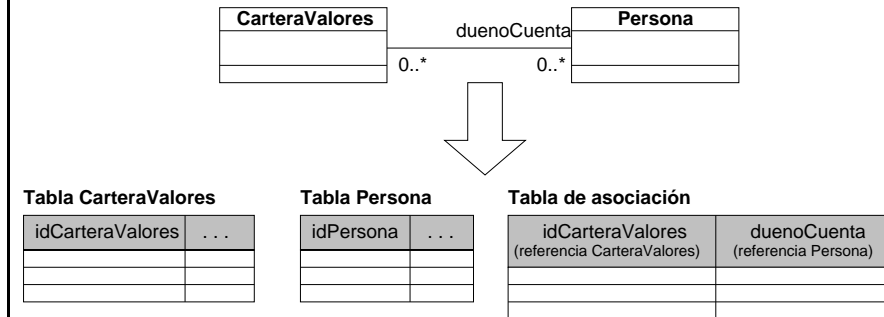 CarteraValores
Persona
duenoCuenta
0..*
0..*
Tabla CarteraValores
Tabla Persona
Tabla de asociación
idCarteraValores
. . .
idPersona
. . .
idCarteraValores
(referencia CarteraValores)
duenoCuenta
(referencia Persona)